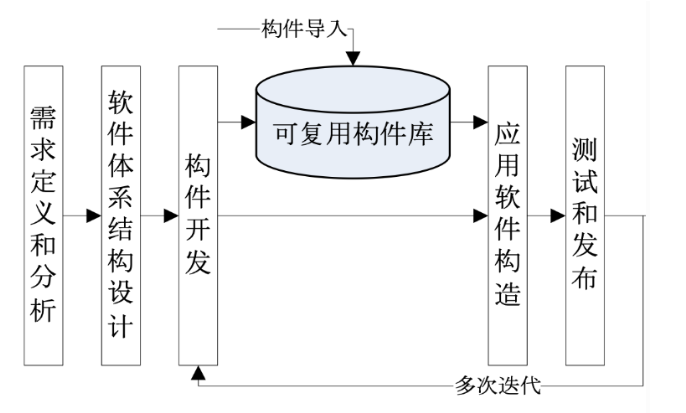 构件导入
需求定义和分析
软件体系结构设计
构件开发
可复用构件库
应用软件构造
测试和发布
多次迭代